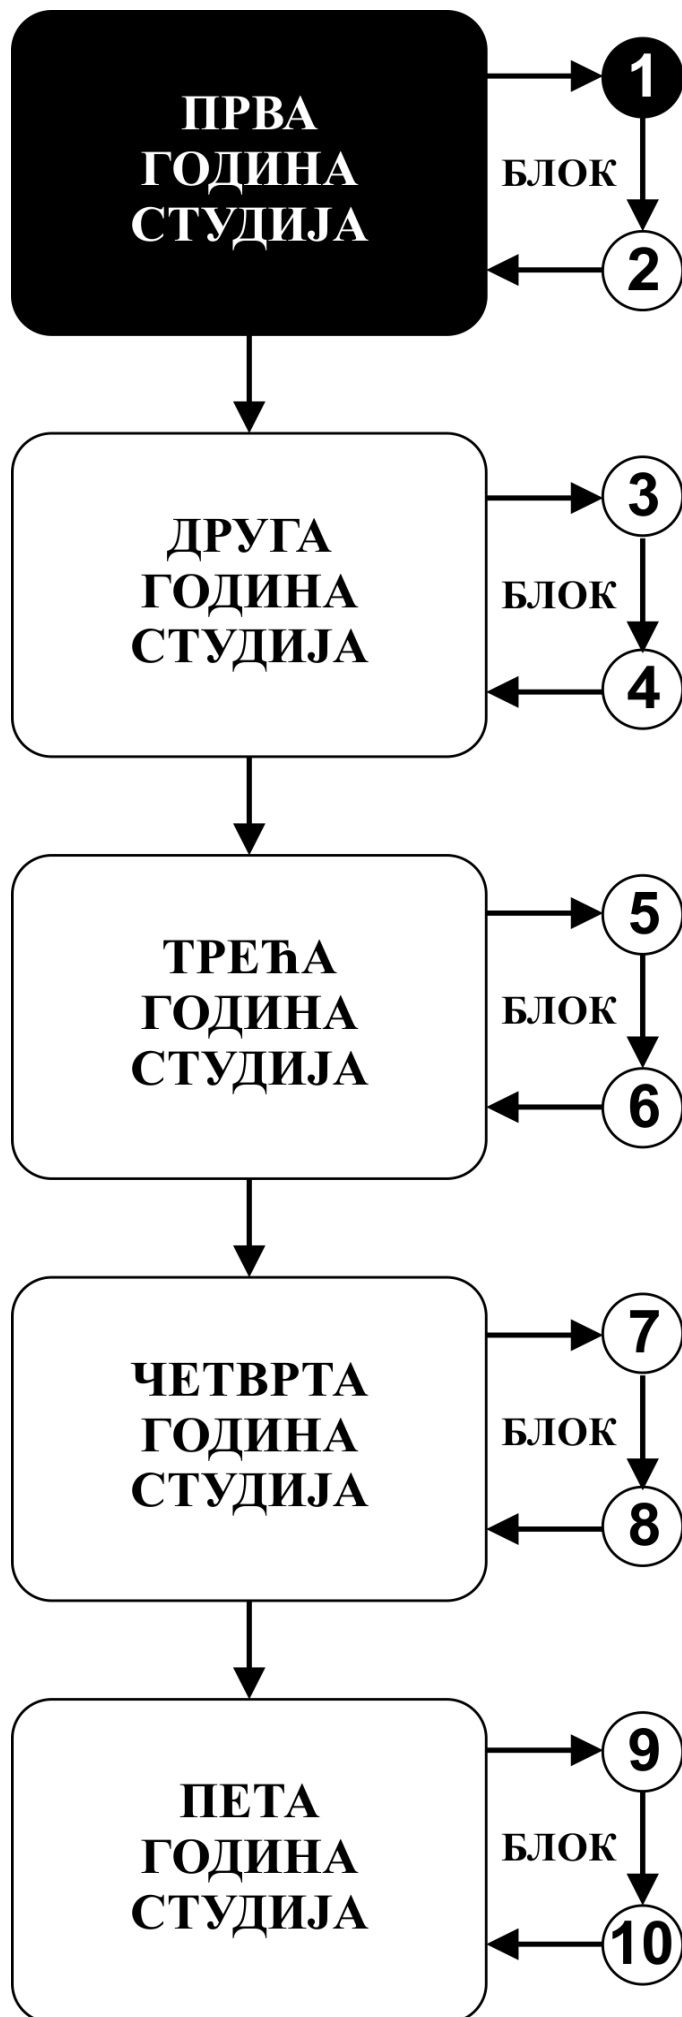 ПРВА
ГОДИНА
СТУДИЈА
1
БЛОК
2
ДРУГА
ГОДИНА
СТУДИЈА
3
БЛОК
4
ТРЕЋА
ГОДИНА
СТУДИЈА
5
БЛОК
6
ЧЕТВРТА
ГОДИНА
СТУДИЈА
7
БЛОК
8
ПЕТА
ГОДИНА
СТУДИЈА
9
БЛОК
10